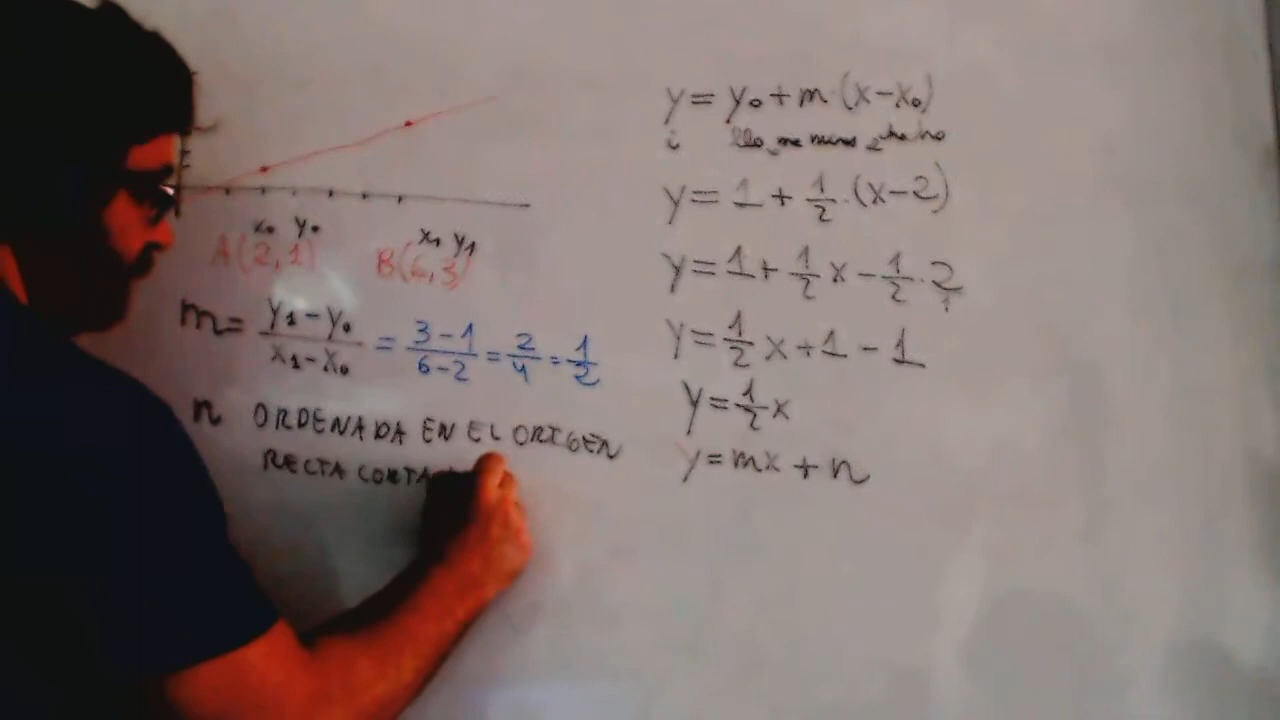 x₀ y₀ x₁ y₁
A(2,1) B(6,3)
m = (y₁ - y₀)/(x₁ - x₀) = (3 - 1)/(6 - 2) = 2/4 = 1/2
n ORDENADA EN EL ORIGEN
RECTA CORTA
y = y₀ + m · (x - x₀)
y = 1 + 1/2 · (x - 2)
y = 1 + 1/2 x - 1/2 · 2
y = 1/2 x + 1 - 1
y = 1/2 x
y = mx + n